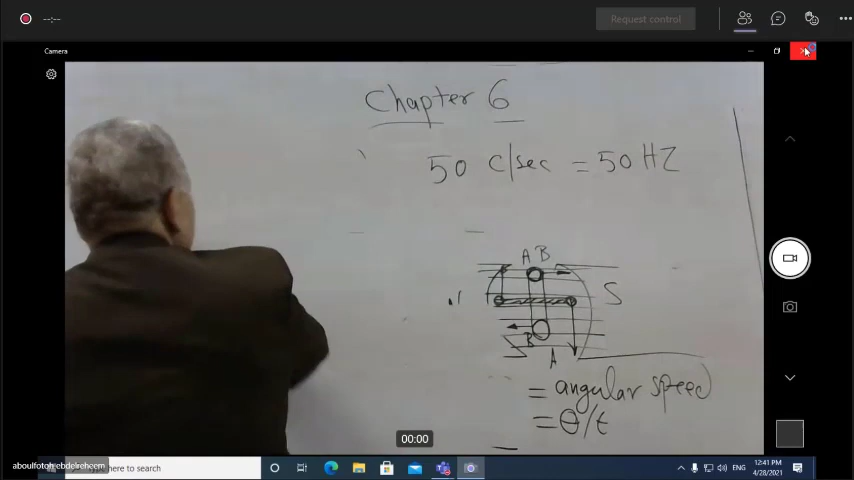 --:--
Request control
Camera
Chapter 6
50 c/sec = 50 HZ
A B
S
B
A
= angular speed
= θ/t
00:00
aboulfotoh ebdelreheem
here to search
ENG
12:41 PM
4/28/2021